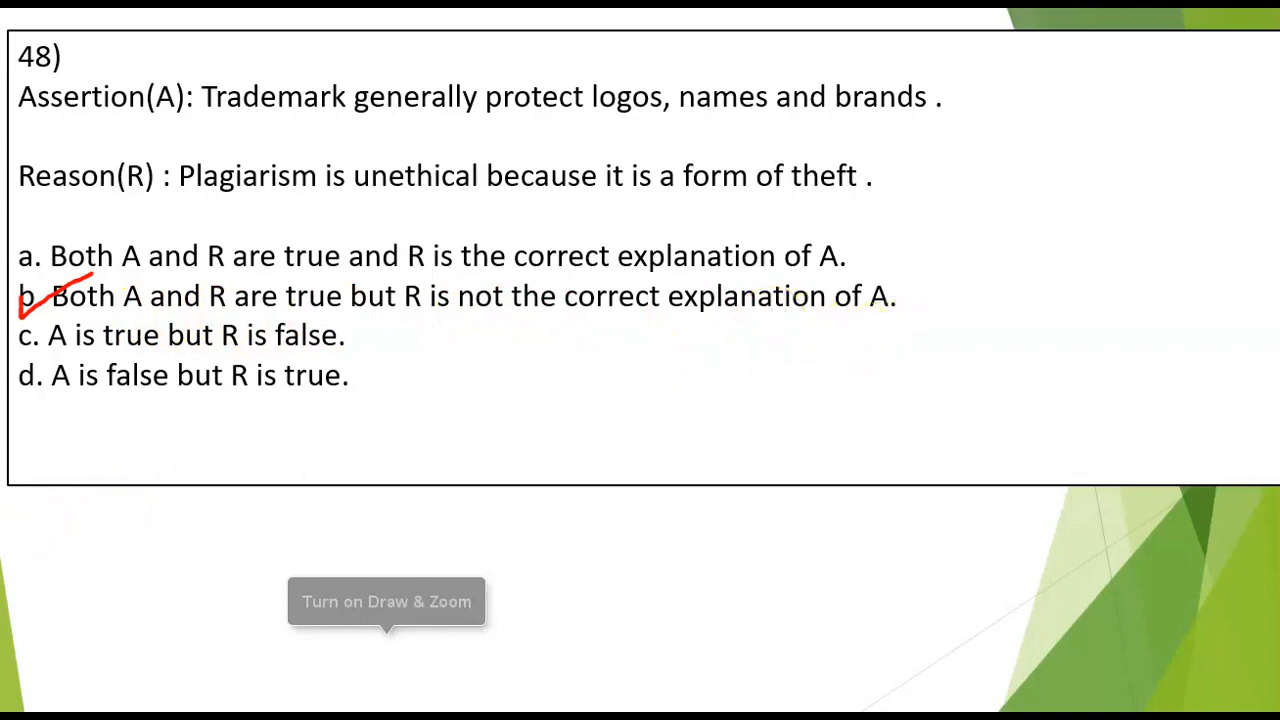 48)
Assertion(A): Trademark generally protect logos, names and brands .
Reason(R) : Plagiarism is unethical because it is a form of theft .
a. Both A and R are true and R is the correct explanation of A.
b. Both A and R are true but R is not the correct explanation of A.
c. A is true but R is false.
d. A is false but R is true.
Turn on Draw & Zoom